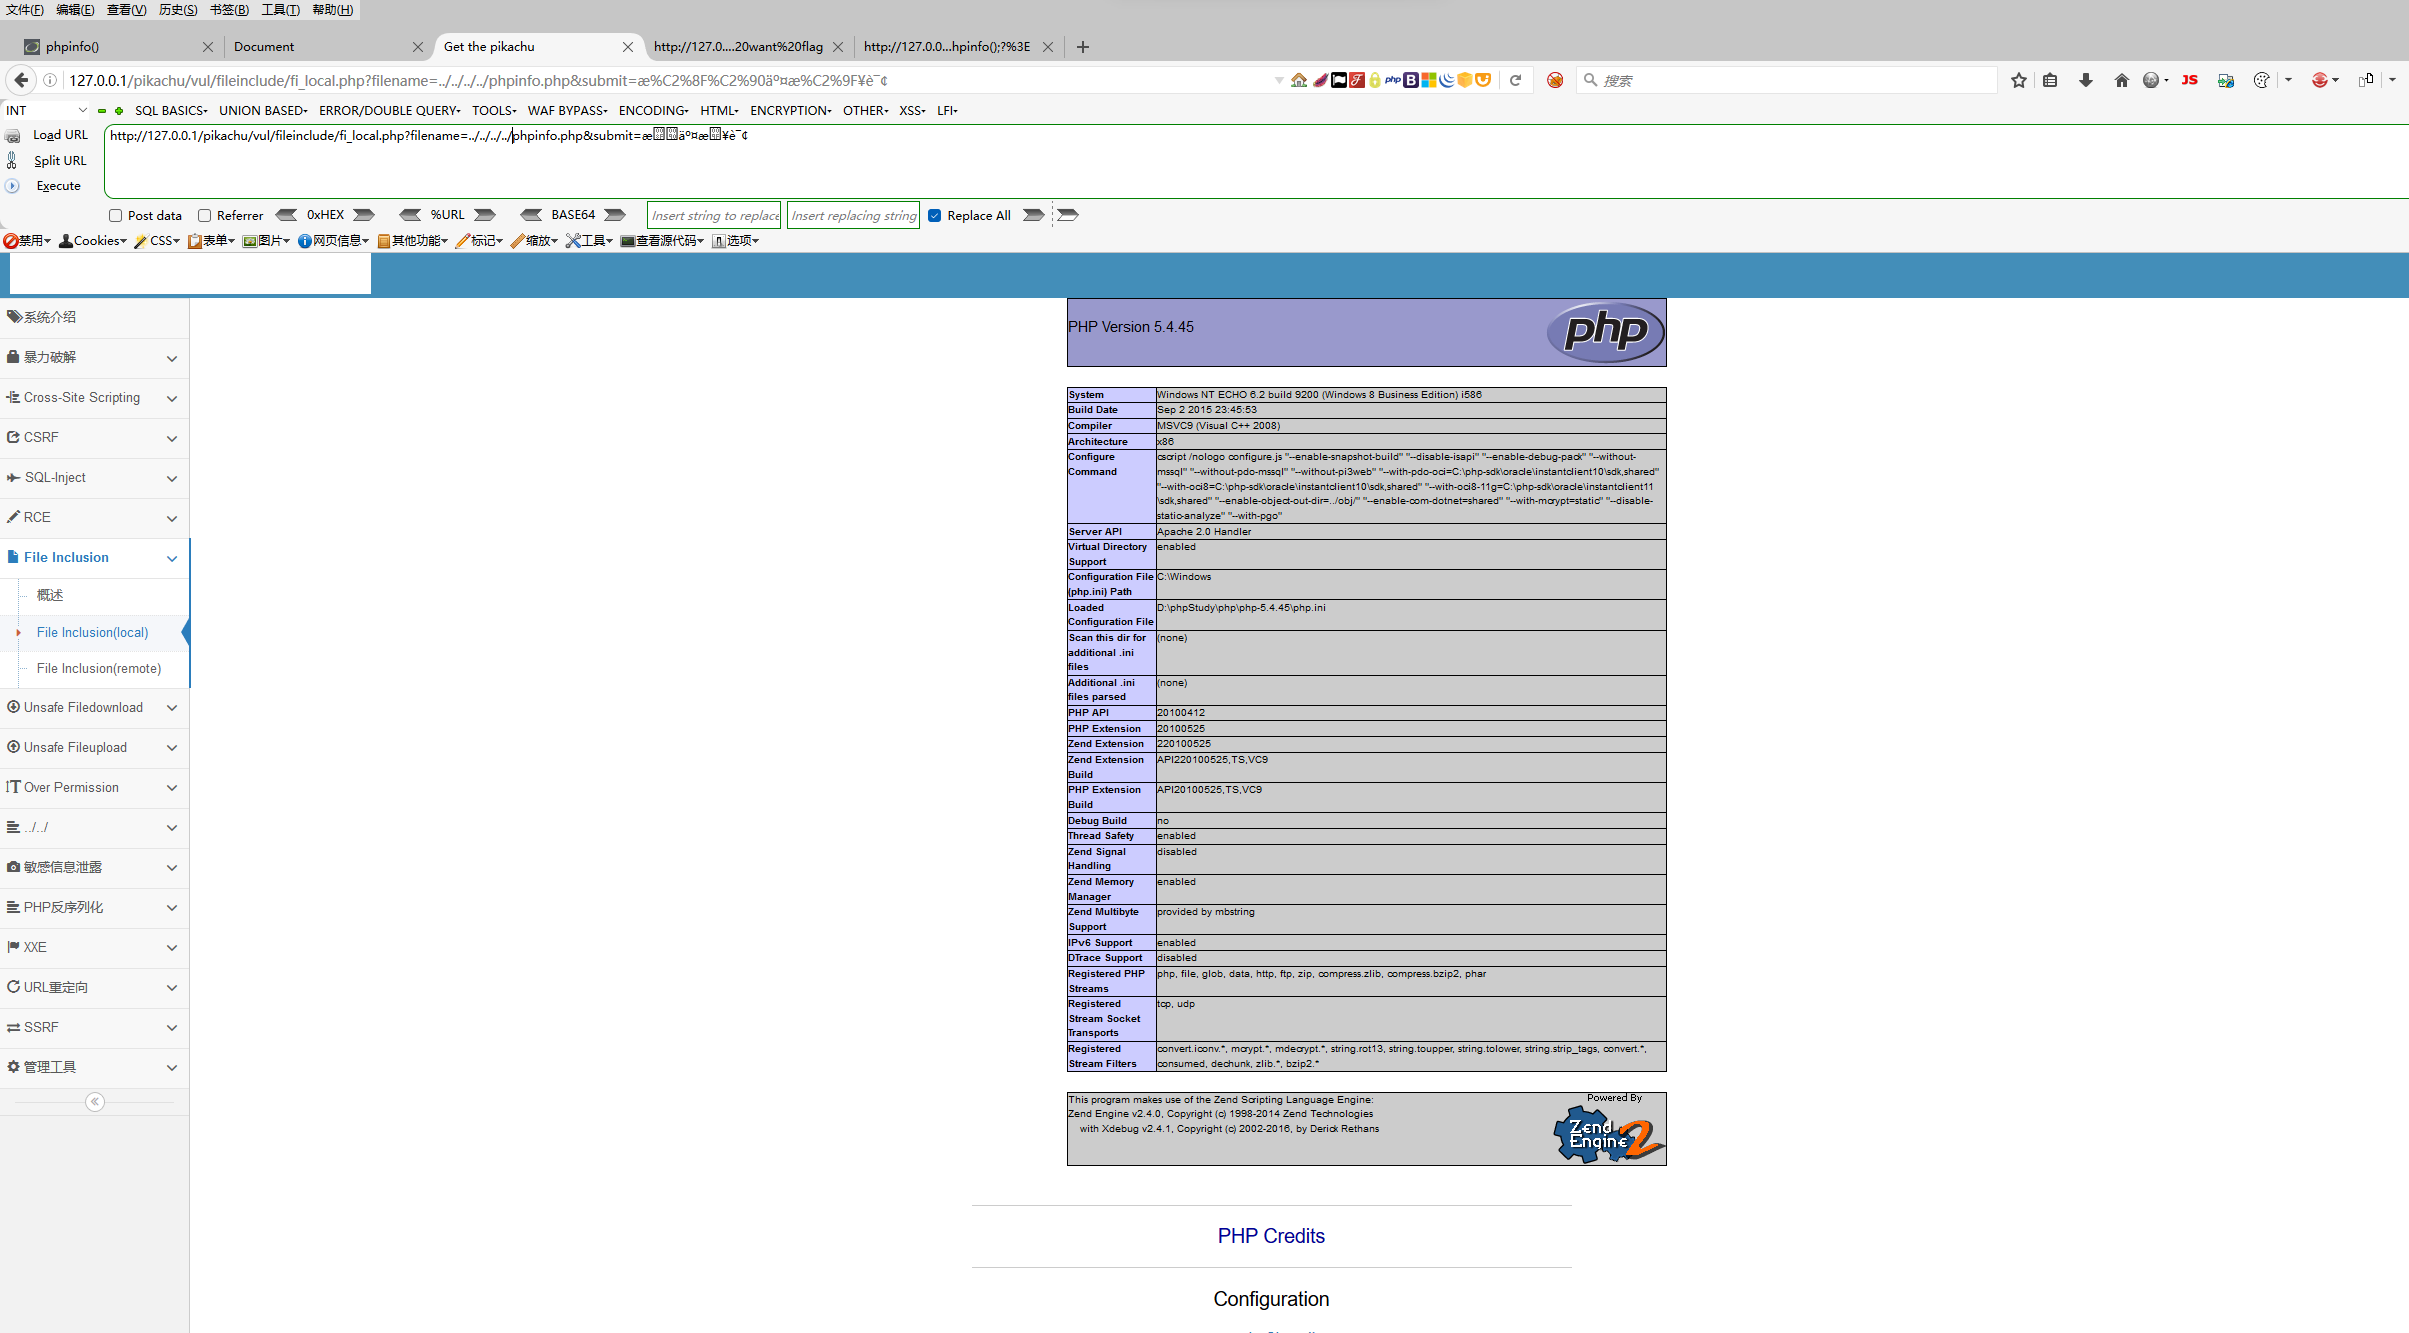 文件(F) 编辑(E) 查看(V) 历史(S) 书签(B) 工具(T) 帮助(H)
phpinfo() Document Get the pikachu http://127.0....20want%20flag http://127.0.0...hpinfo();?%3E
127.0.0.1/pikachu/vul/fileinclude/fi_local.php?filename=../../../../phpinfo.php&submit=æ%C2%8F%C2%90äº¤æ%C2%9F¥è¯¢ php 搜索 JS
INT SQL BASICS UNION BASED ERROR/DOUBLE QUERY TOOLS WAF BYPASS ENCODING HTML ENCRYPTION OTHER XSS LFI
Load URL http://127.0.0.1/pikachu/vul/fileinclude/fi_local.php?filename=../../../../phpinfo.php&submit=æäº¤æ¥è¯¢
Split URL
Execute
Post data Referrer 0xHEX %URL BASE64 Insert string to replace Insert replacing string Replace All
禁用 Cookies CSS 表单 图片 网页信息 其他功能 标记 缩放 工具 查看源代码 选项
系统介绍
暴力破解
Cross-Site Scripting
CSRF
SQL-Inject
RCE
File Inclusion
概述
File Inclusion(local)
File Inclusion(remote)
Unsafe Filedownload
Unsafe Fileupload
Over Permission
../../
敏感信息泄露
PHP反序列化
XXE
URL重定向
SSRF
管理工具
PHP Version 5.4.45 php
System Windows NT ECHO 6.2 build 9200 (Windows 8 Business Edition) i586
Build Date Sep 2 2015 23:45:53
Compiler MSVC9 (Visual C++ 2008)
Architecture x86
Configure Command cscript /nologo configure.js "--enable-snapshot-build" "--disable-isapi" "--enable-debug-pack" "--without-
mssql" "--without-pdo-mssql" "--without-pi3web" "--with-pdo-oci=C:\php-sdk\oracle\instantclient10\sdk,shared"
"--with-oci8=C:\php-sdk\oracle\instantclient10\sdk,shared" "--with-oci8-11g=C:\php-sdk\oracle\instantclient11
\sdk,shared" "--enable-object-out-dir=../obj/" "--enable-com-dotnet=shared" "--with-mcrypt=static" "--disable-
static-analyze" "--with-pgo"
Server API Apache 2.0 Handler
Virtual Directory Support enabled
Configuration File (php.ini) Path C:\Windows
Loaded Configuration File D:\phpStudy\php\php-5.4.45\php.ini
Scan this dir for additional .ini files (none)
Additional .ini files parsed (none)
PHP API 20100412
PHP Extension 20100525
Zend Extension 220100525
Zend Extension Build API220100525,TS,VC9
PHP Extension Build API20100525,TS,VC9
Debug Build no
Thread Safety enabled
Zend Signal Handling disabled
Zend Memory Manager enabled
Zend Multibyte Support provided by mbstring
IPv6 Support enabled
DTrace Support disabled
Registered PHP Streams php, file, glob, data, http, ftp, zip, compress.zlib, compress.bzip2, phar
Registered Stream Socket Transports tcp, udp
Registered Stream Filters convert.iconv.*, mcrypt.*, mdecrypt.*, string.rot13, string.toupper, string.tolower, string.strip_tags, convert.*,
consumed, dechunk, zlib.*, bzip2.*
This program makes use of the Zend Scripting Language Engine:
Zend Engine v2.4.0, Copyright (c) 1998-2014 Zend Technologies
with Xdebug v2.4.1, Copyright (c) 2002-2016, by Derick Rethans
Powered By
Zend Engine 2
PHP Credits
Configuration